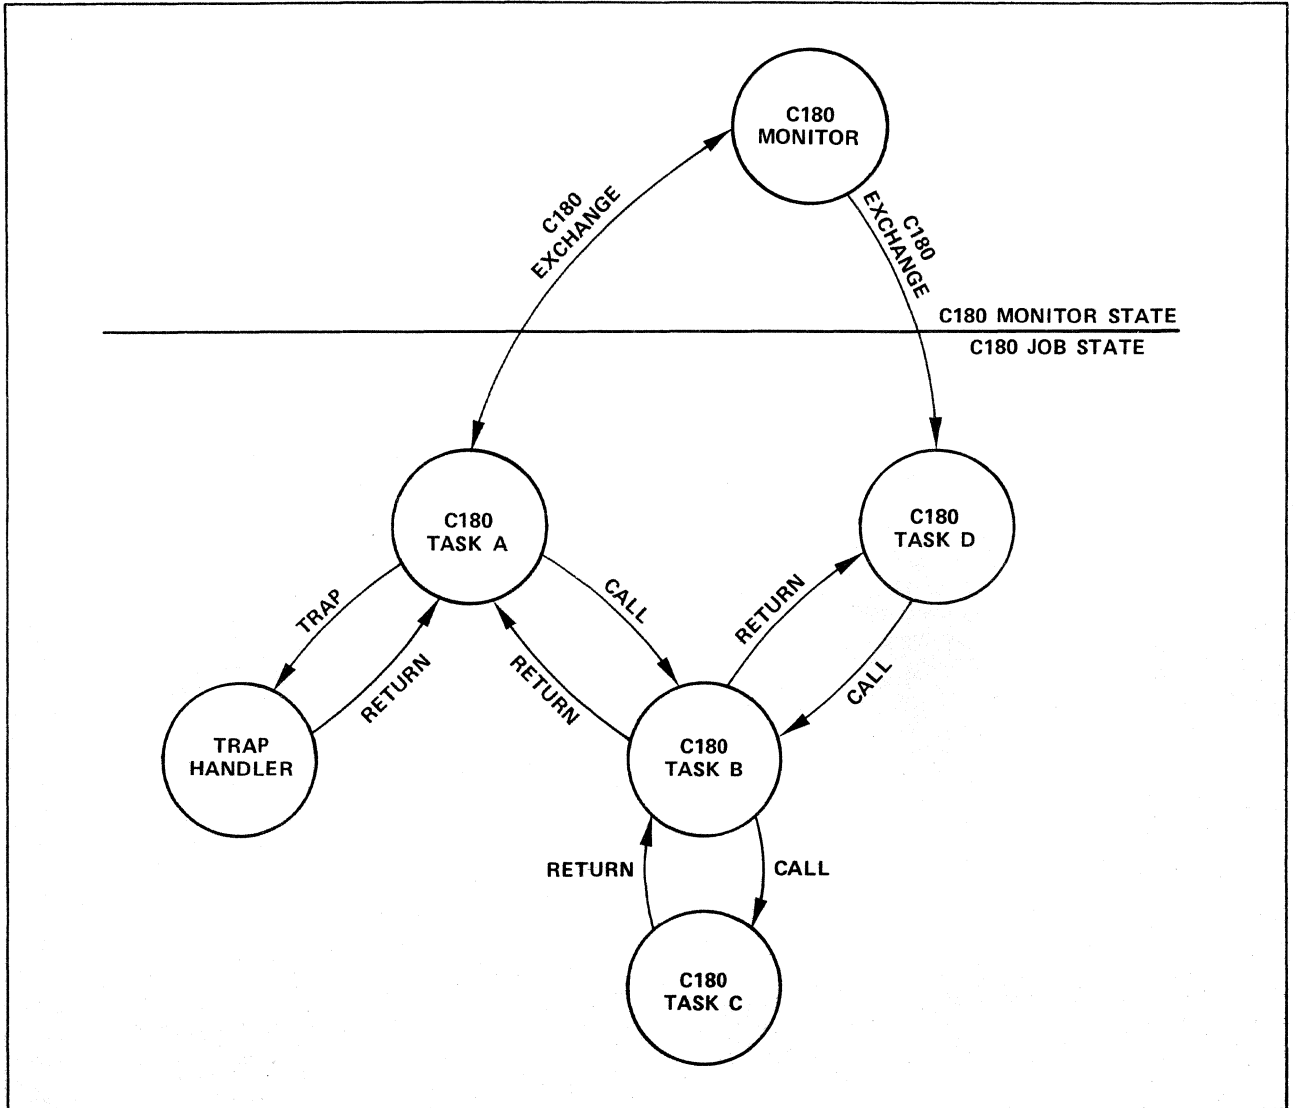 C180
MONITOR
C180
EXCHANGE
C180
EXCHANGE
C180 MONITOR STATE
C180 JOB STATE
C180
TASK A
C180
TASK D
TRAP
RETURN
CALL
RETURN
RETURN
CALL
TRAP
HANDLER
C180
TASK B
RETURN
CALL
C180
TASK C